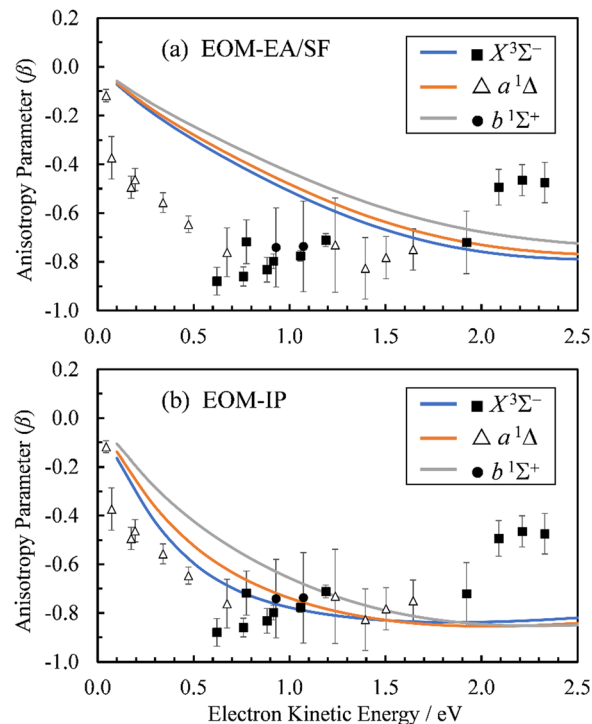 0.2
(a) EOM-EA/SF
0.0
-0.2
-0.4
-0.6
-0.8
-1.0
Anisotropy Parameter (β)
X³Σ⁻
a¹Δ
b¹Σ⁺
0.0 0.5 1.0 1.5 2.0 2.5
0.2
(b) EOM-IP
0.0
-0.2
-0.4
-0.6
-0.8
-1.0
Anisotropy Parameter (β)
X³Σ⁻
a¹Δ
b¹Σ⁺
0.0 0.5 1.0 1.5 2.0 2.5
Electron Kinetic Energy / eV